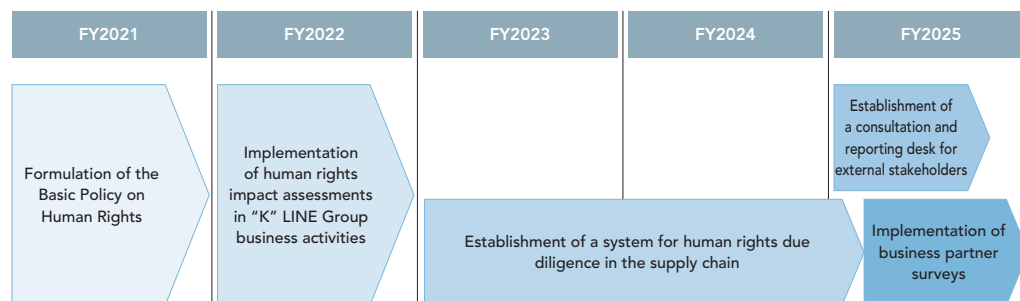 FY2021
FY2022
FY2023
FY2024
FY2025
Formulation of the
Basic Policy on
Human Rights
Implementation
of human rights
impact assessments
in “K” LINE Group
business activities
Establishment of a system for human rights due
diligence in the supply chain
Establishment of
a consultation and
reporting desk for
external stakeholders
Implementation of
business partner
surveys